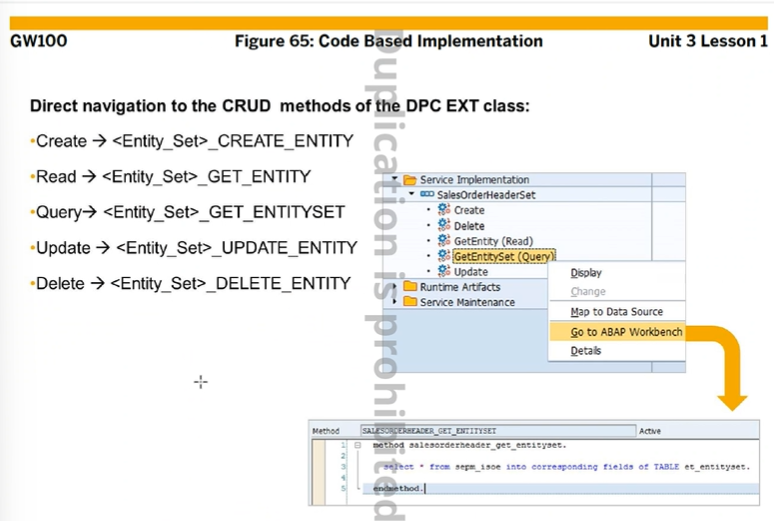 GW100 Figure 65: Code Based Implementation Unit 3 Lesson 1
Direct navigation to the CRUD methods of the DPC EXT class:
•Create → <Entity_Set>_CREATE_ENTITY
•Read → <Entity_Set>_GET_ENTITY
•Query→ <Entity_Set>_GET_ENTITYSET
•Update → <Entity_Set>_UPDATE_ENTITY
•Delete → <Entity_Set>_DELETE_ENTITY
Service Implementation
SalesOrderHeaderSet
Create
Delete
GetEntity (Read)
GetEntitySet (Query)
Update
Runtime Artifacts
Service Maintenance
Display
Change
Map to Data Source
Go to ABAP Workbench
Details
Method SALESORDERHEADER_GET_ENTITYSET Active
1 method salesorderheader_get_entityset.
2
3 select * from sepm_isoe into corresponding fields of TABLE et_entityset.
4
5 endmethod.
Duplication is prohibited